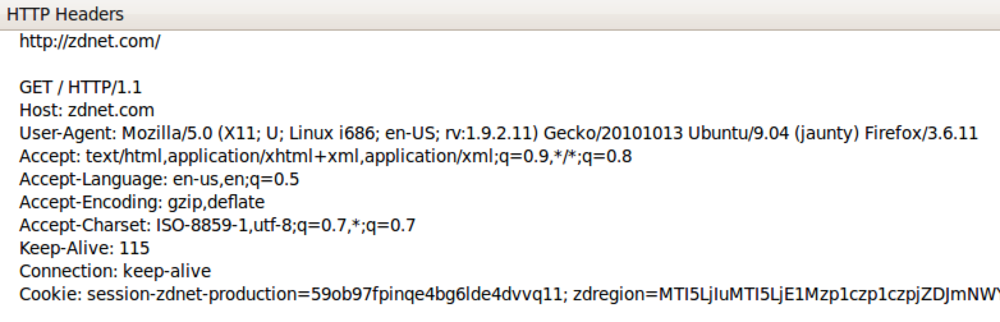 HTTP Headers
http://zdnet.com/
GET / HTTP/1.1
Host: zdnet.com
User-Agent: Mozilla/5.0 (X11; U; Linux i686; en-US; rv:1.9.2.11) Gecko/20101013 Ubuntu/9.04 (jaunty) Firefox/3.6.11
Accept: text/html,application/xhtml+xml,application/xml;q=0.9,*/*;q=0.8
Accept-Language: en-us,en;q=0.5
Accept-Encoding: gzip,deflate
Accept-Charset: ISO-8859-1,utf-8;q=0.7,*;q=0.7
Keep-Alive: 115
Connection: keep-alive
Cookie: session-zdnet-production=59ob97fpinqe4bg6lde4dvvq11; zdregion=MTI5LjIuMTI5LjE1Mzp1czp1czpjZDJmNW